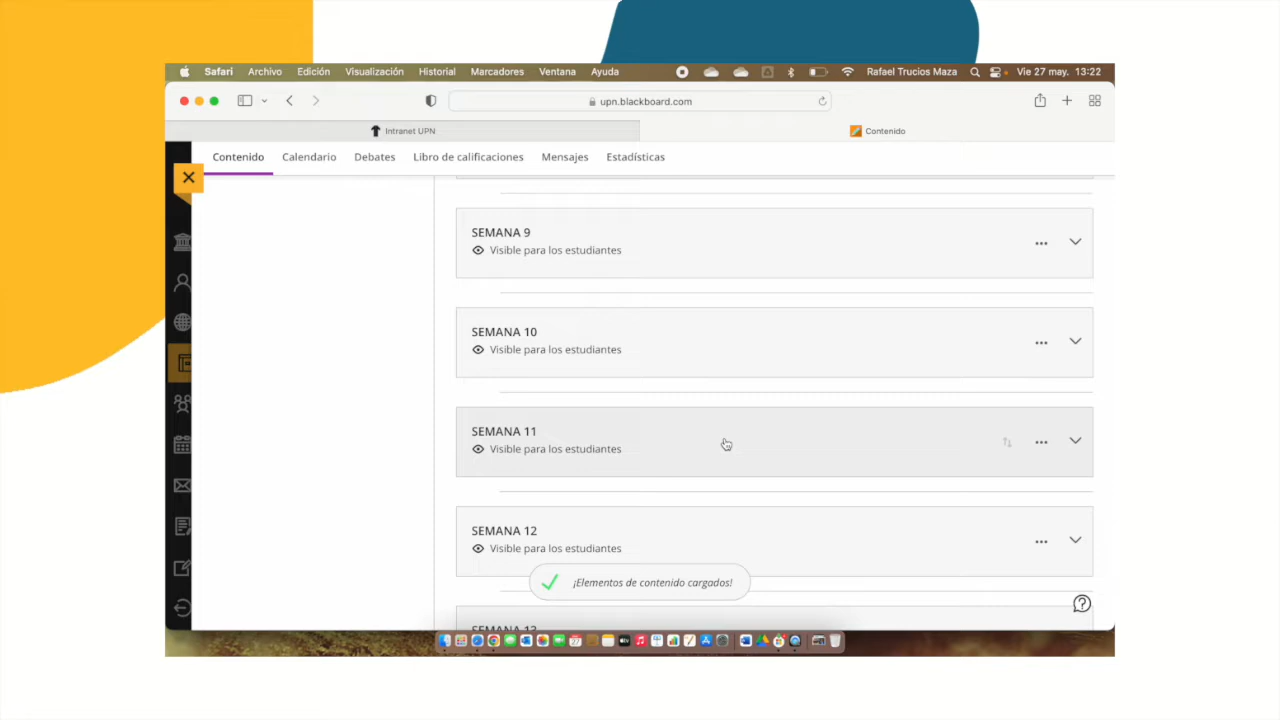 Safari Archivo Edición Visualización Historial Marcadores Ventana Ayuda Rafael Trucios Maza Vie 27 may. 13:22
upn.blackboard.com
Intranet UPN Contenido
Contenido Calendario Debates Libro de calificaciones Mensajes Estadísticas
SEMANA 9
Visible para los estudiantes
SEMANA 10
Visible para los estudiantes
SEMANA 11
Visible para los estudiantes
SEMANA 12
Visible para los estudiantes
¡Elementos de contenido cargados!
SEMANA 13